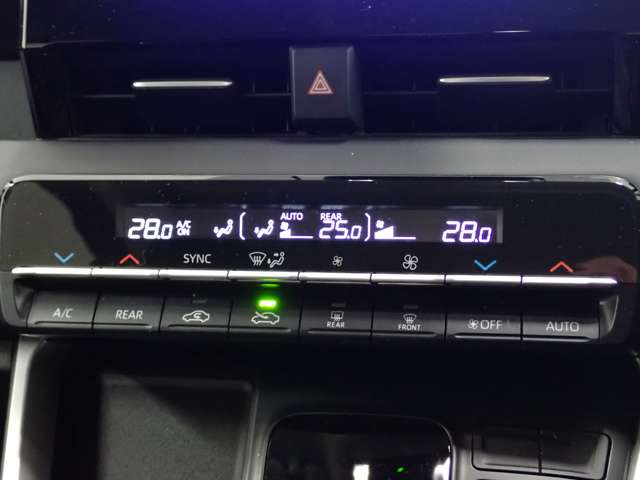 AUTO REAR
28.0 A/C ON 25.0 28.0
SYNC
A/C REAR REAR FRONT OFF AUTO